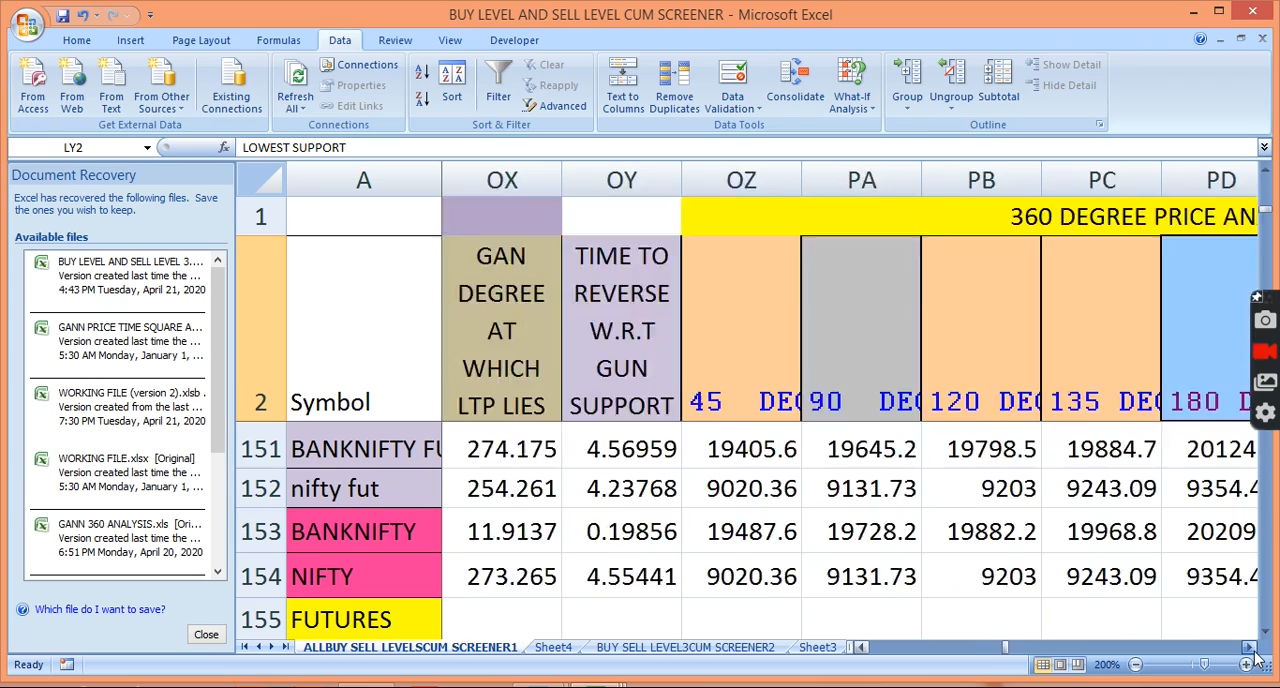 BUY LEVEL AND SELL LEVEL CUM SCREENER - Microsoft Excel
Home Insert Page Layout Formulas Data Review View Developer
From Access
From Web
From Text
From Other Sources
Existing Connections
Get External Data
Refresh All
Connections
Properties
Edit Links
Connections
Sort
Filter
Clear
Reapply
Advanced
Sort & Filter
Text to Columns
Remove Duplicates
Data Validation
Consolidate
What-If Analysis
Data Tools
Group
Ungroup
Subtotal
Show Detail
Hide Detail
Outline
LY2 fx LOWEST SUPPORT
Document Recovery
Excel has recovered the following files. Save
the ones you wish to keep.
Available files
BUY LEVEL AND SELL LEVEL 3....
Version created last time the ...
4:43 PM Tuesday, April 21, 2020
GANN PRICE TIME SQUARE A...
Version created last time the ...
5:30 AM Monday, January 1, ...
WORKING FILE (version 2).xlsb ..
Version created from the last ...
7:30 PM Tuesday, April 21, 2020
WORKING FILE.xlsx [Original]
Version created last time the ...
5:30 AM Monday, January 1, ...
GANN 360 ANALYSIS.xls [Ori...
Version created last time the ...
6:51 PM Monday, April 20, 2020
Which file do I want to save?
Close
A OX OY OZ PA PB PC PD
1 360 DEGREE PRICE AN
GAN DEGREE AT WHICH LTP LIES
TIME TO REVERSE W.R.T GUN SUPPORT
2 Symbol 45 DEG 90 DEG 120 DEG 135 DEG 180 D
151 BANKNIFTY FU 274.175 4.56959 19405.6 19645.2 19798.5 19884.7 20124
152 nifty fut 254.261 4.23768 9020.36 9131.73 9203 9243.09 9354.4
153 BANKNIFTY 11.9137 0.19856 19487.6 19728.2 19882.2 19968.8 20209
154 NIFTY 273.265 4.55441 9020.36 9131.73 9203 9243.09 9354.4
155 FUTURES
ALLBUY SELL LEVELSCUM SCREENER1 Sheet4 BUY SELL LEVEL3CUM SCREENER2 Sheet3
Ready 200%